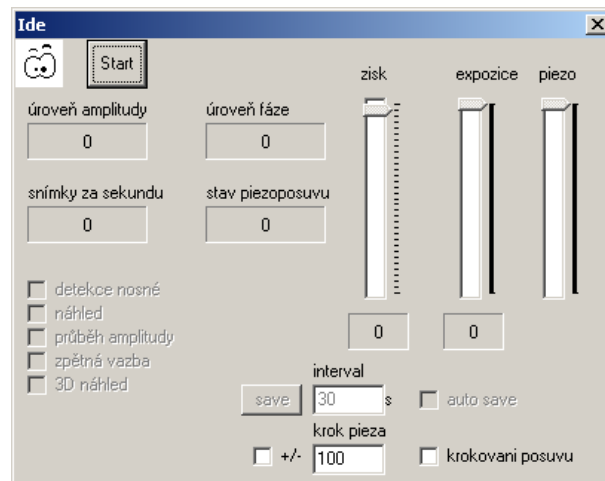 Ide
Start
zisk expozice piezo
úroveň amplitudy úroveň fáze
0 0
snímky za sekundu stav piezoposuvu
0 0
detekce nosné
náhled
průběh amplitudy
zpětná vazba
3D náhled
0 0
interval
save 30 s auto save
krok pieza
+/- 100 krokovani posuvu